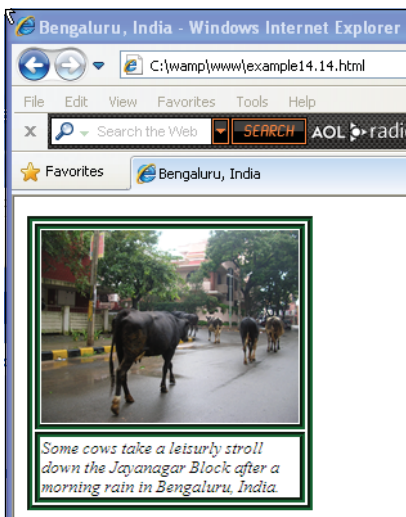 Bengaluru, India - Windows Internet Explorer
C:\wamp\www\example14.14.html
File Edit View Favorites Tools Help
x Search the Web SEARCH AOL radi
Favorites Bengaluru, India
Some cows take a leisurly stroll
down the Jayanagar Block after a
morning rain in Bengaluru, India.